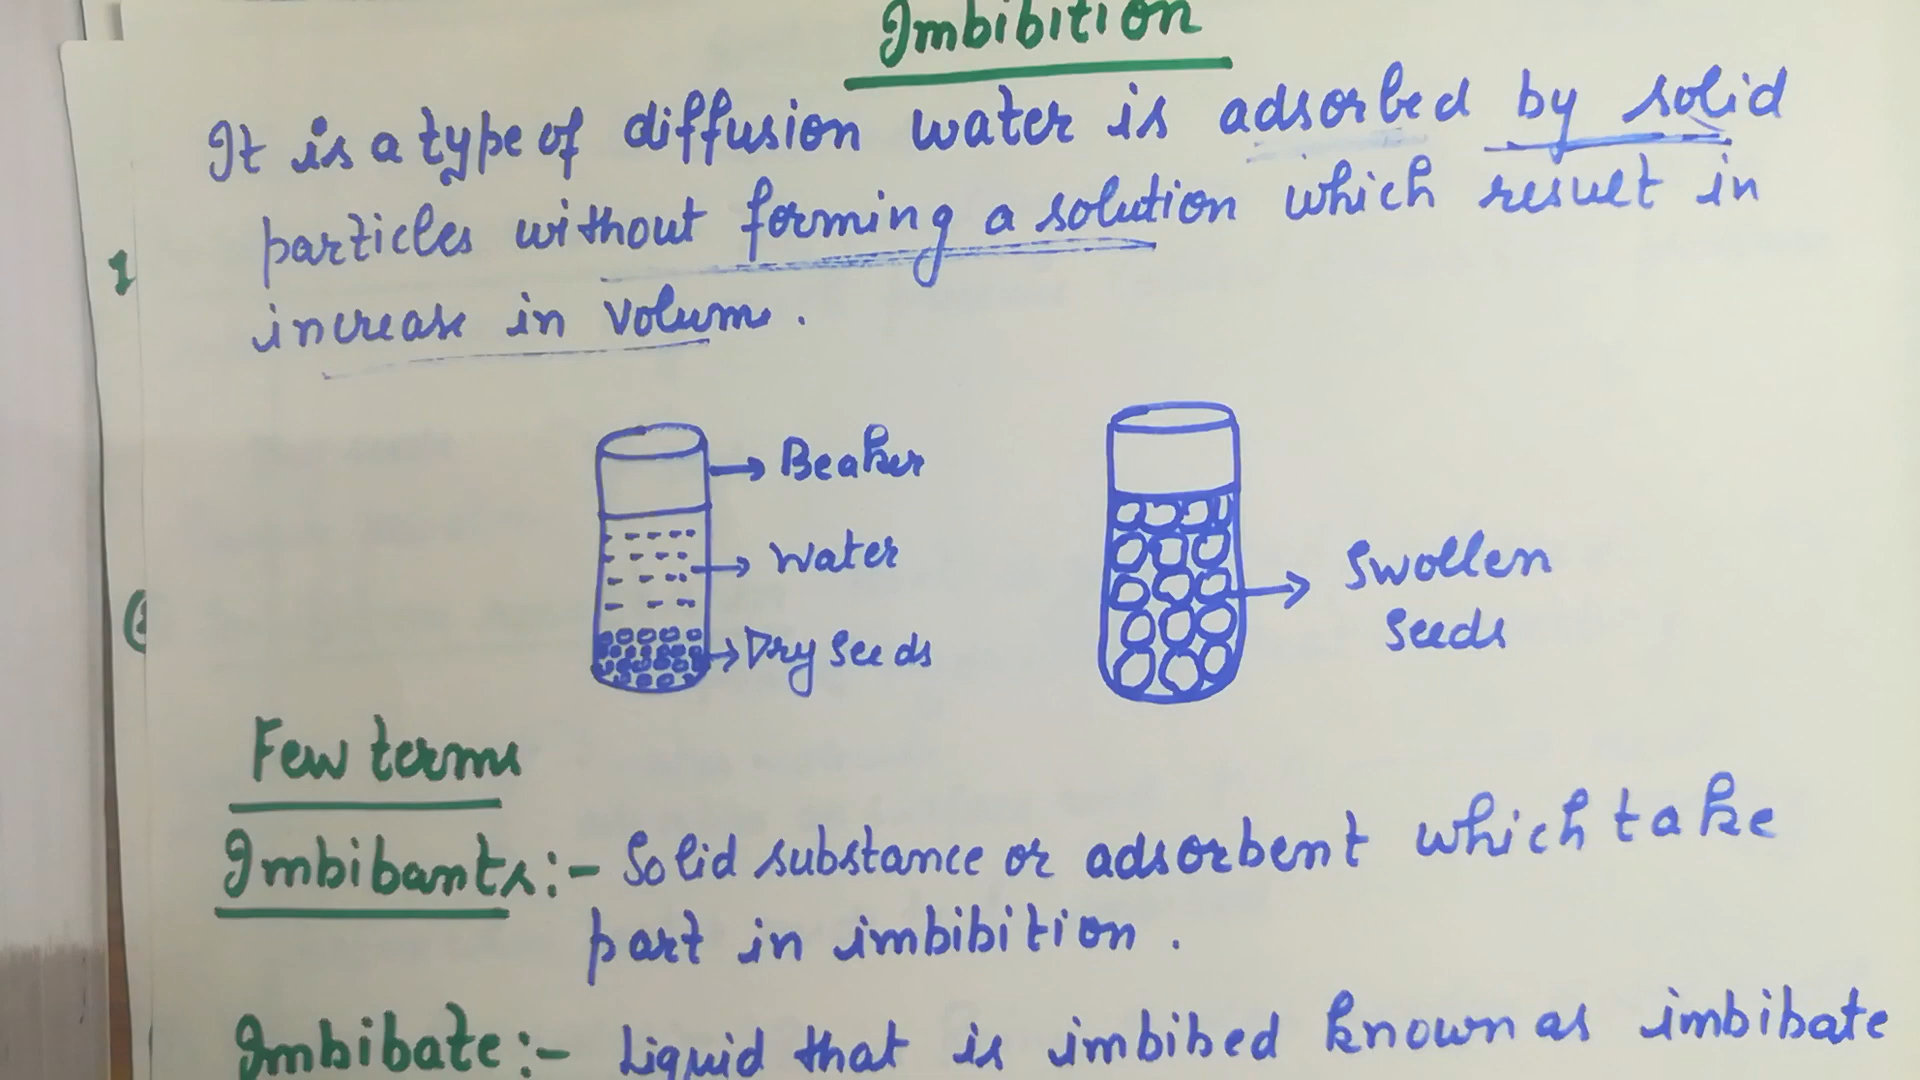 Imbibition
It is a type of diffusion water is adsorbed by solid
particles without forming a solution which result in
increase in volume.
Beaker
Water
Dry seeds
Swollen
seeds
Few terms
Imbibants:- Solid substance or adsorbent which take
part in imbibition.
Imbibate:- Liquid that is imbibed known as imbibate